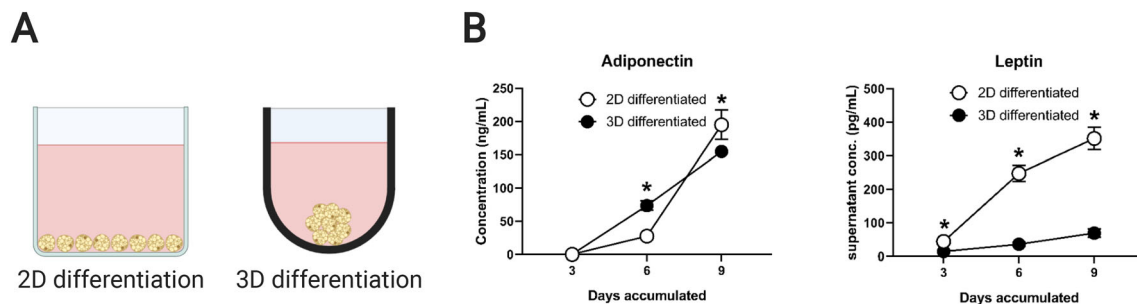 A
2D differentiation
3D differentiation
B
Adiponectin
Concentration (ng/mL)
250
200
150
100
50
0
2D differentiated
3D differentiated
*
*
3
6
9
Days accumulated
Leptin
supernatant conc. (pg/mL)
500
400
300
200
100
0
2D differentiated
3D differentiated
*
*
*
3
6
9
Days accumulated